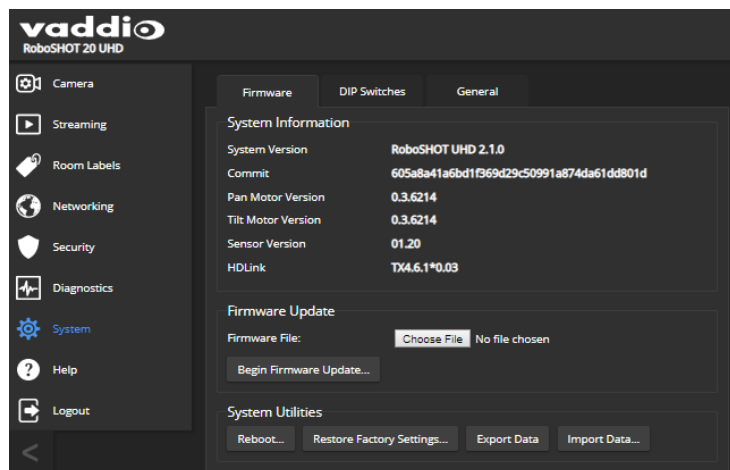 vaddio
RoboSHOT 20 UHD
Camera
Streaming
Room Labels
Networking
Security
Diagnostics
System
Help
Logout
<
Firmware DIP Switches General
System Information
System Version RoboSHOT UHD 2.1.0
Commit 605a8a41a6bd1f369d29c50991a874da61dd801d
Pan Motor Version 0.3.6214
Tilt Motor Version 0.3.6214
Sensor Version 01.20
HDLink TX4.6.1*0.03
Firmware Update
Firmware File: Choose File No file chosen
Begin Firmware Update...
System Utilities
Reboot... Restore Factory Settings... Export Data Import Data...